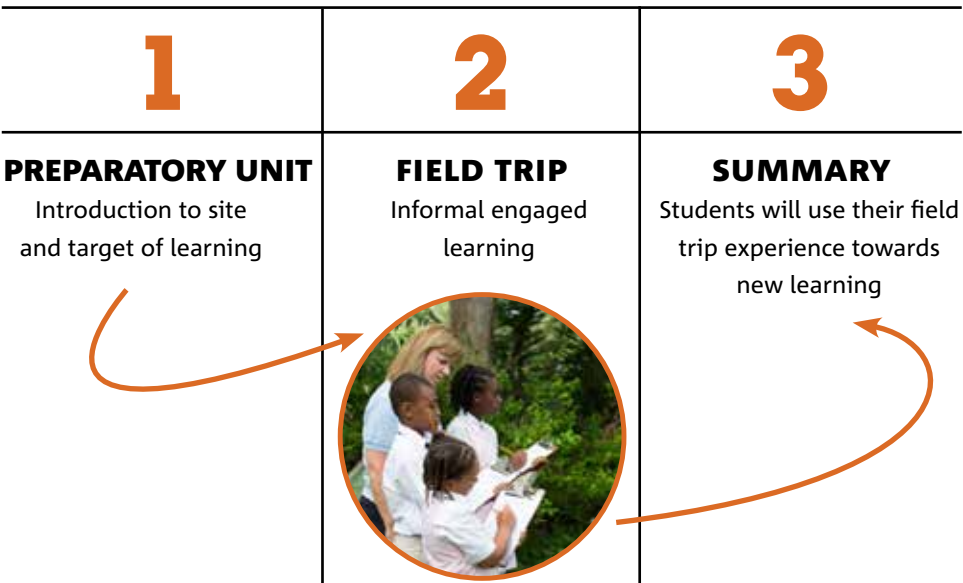 1
2
3
PREPARATORY UNIT
Introduction to site
and target of learning
FIELD TRIP
Informal engaged
learning
SUMMARY
Students will use their field
trip experience towards
new learning